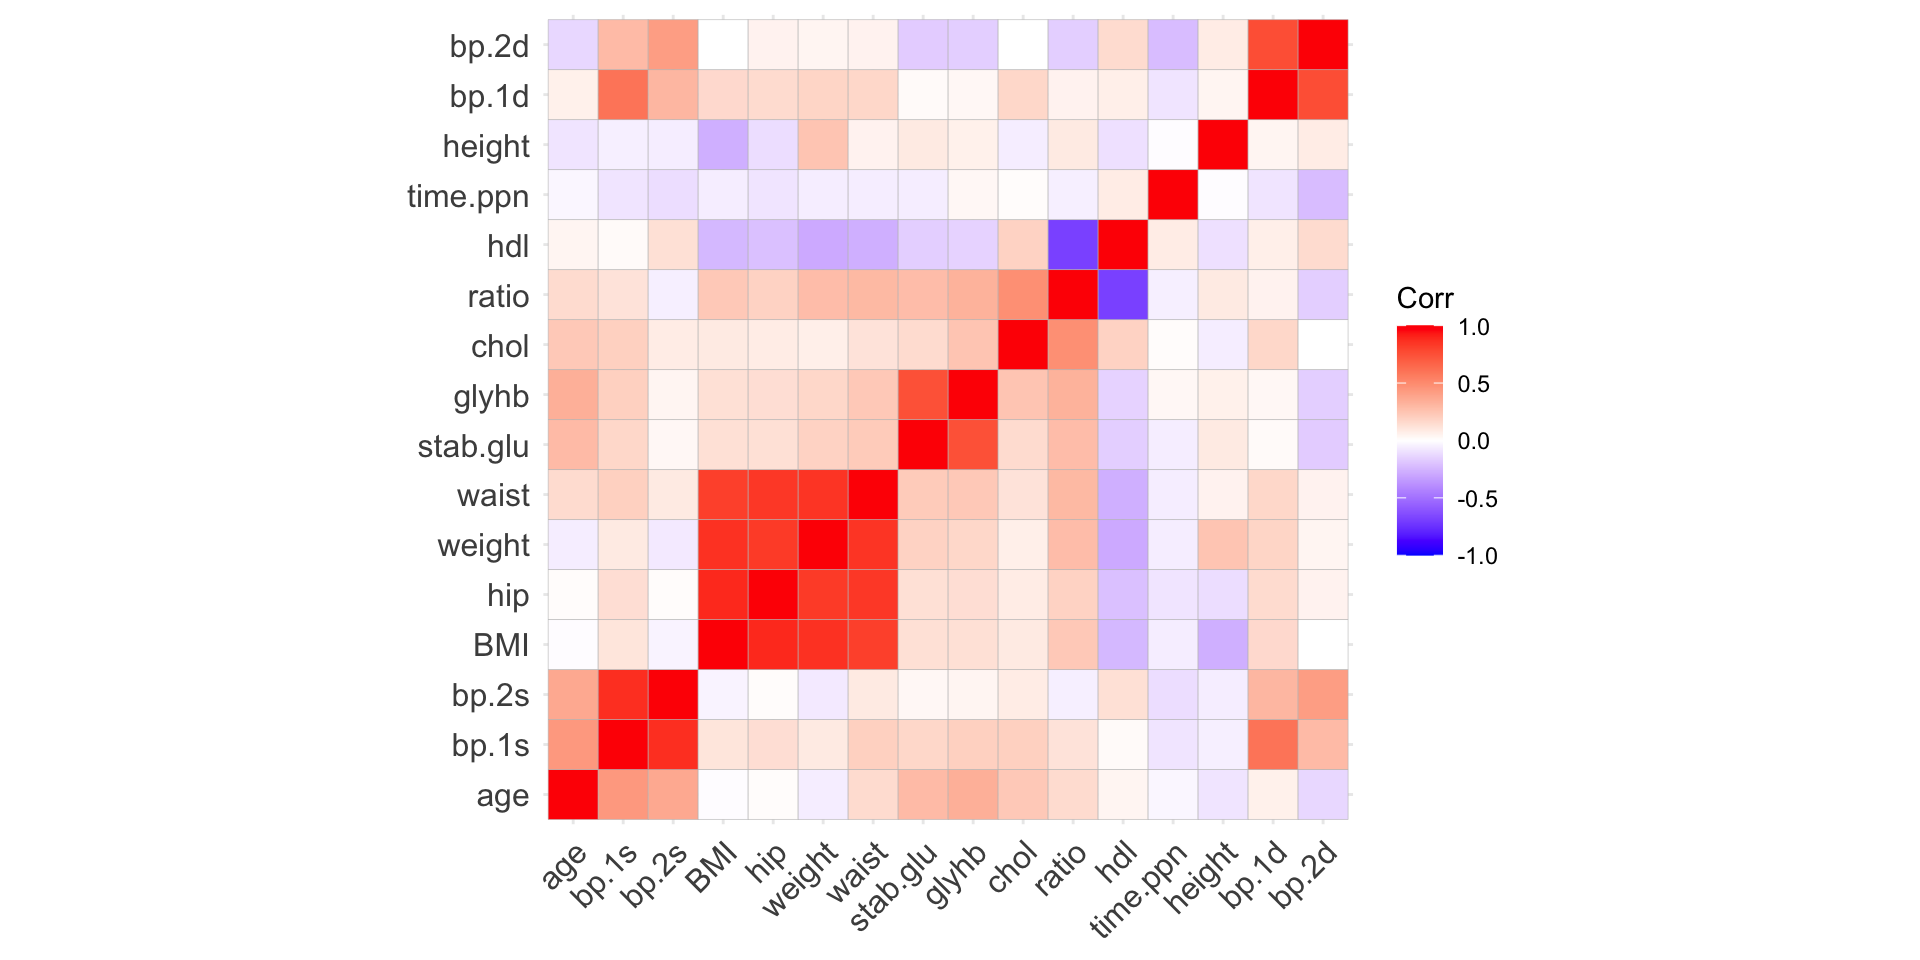 bp.2d
bp.1d
height
time.ppn
hdl
ratio
chol
glyhb
stab.glu
waist
weight
hip
BMI
bp.2s
bp.1s
age
age
bp.1s
bp.2s
BMI
hip
weight
waist
stab.glu
glyhb
chol
ratio
hdl
time.ppn
height
bp.1d
bp.2d
Corr
1.0
0.5
0.0
-0.5
-1.0